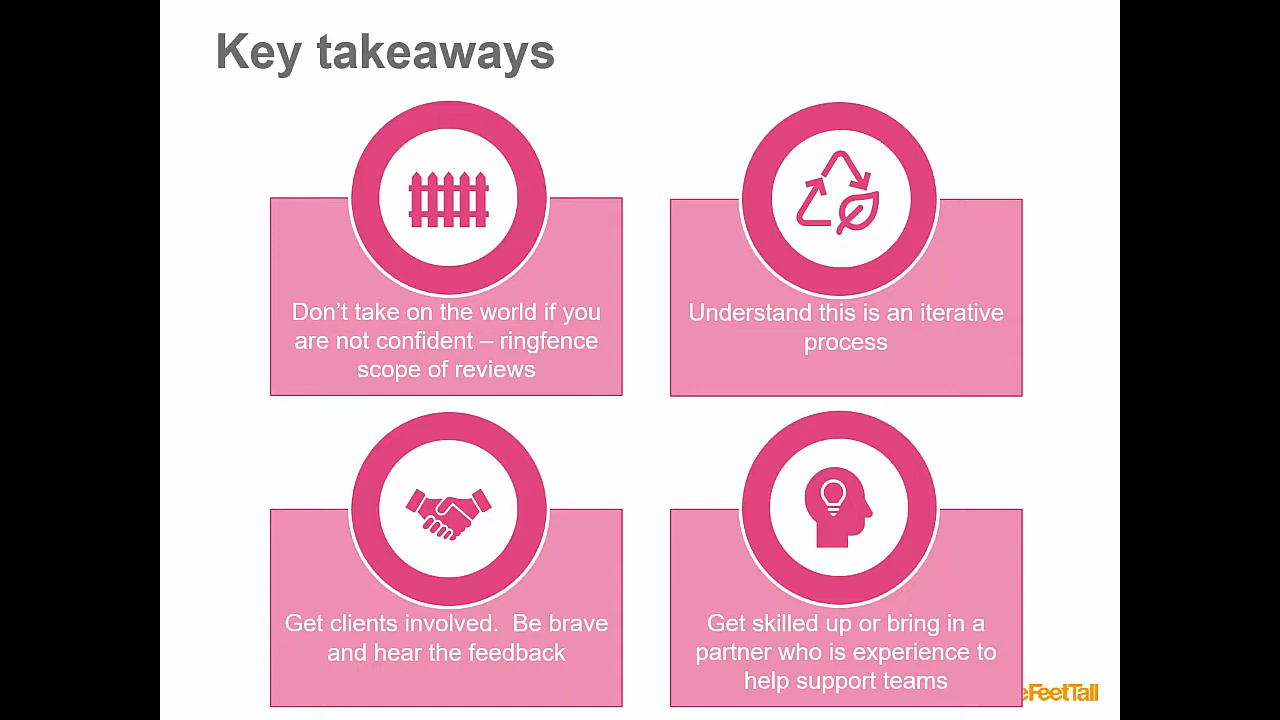 Key takeaways
Don’t take on the world if you
are not confident – ringfence
scope of reviews
Understand this is an iterative
process
Get clients involved.  Be brave
and hear the feedback
Get skilled up or bring in a
partner who is experience to
help support teams
eFeetTall